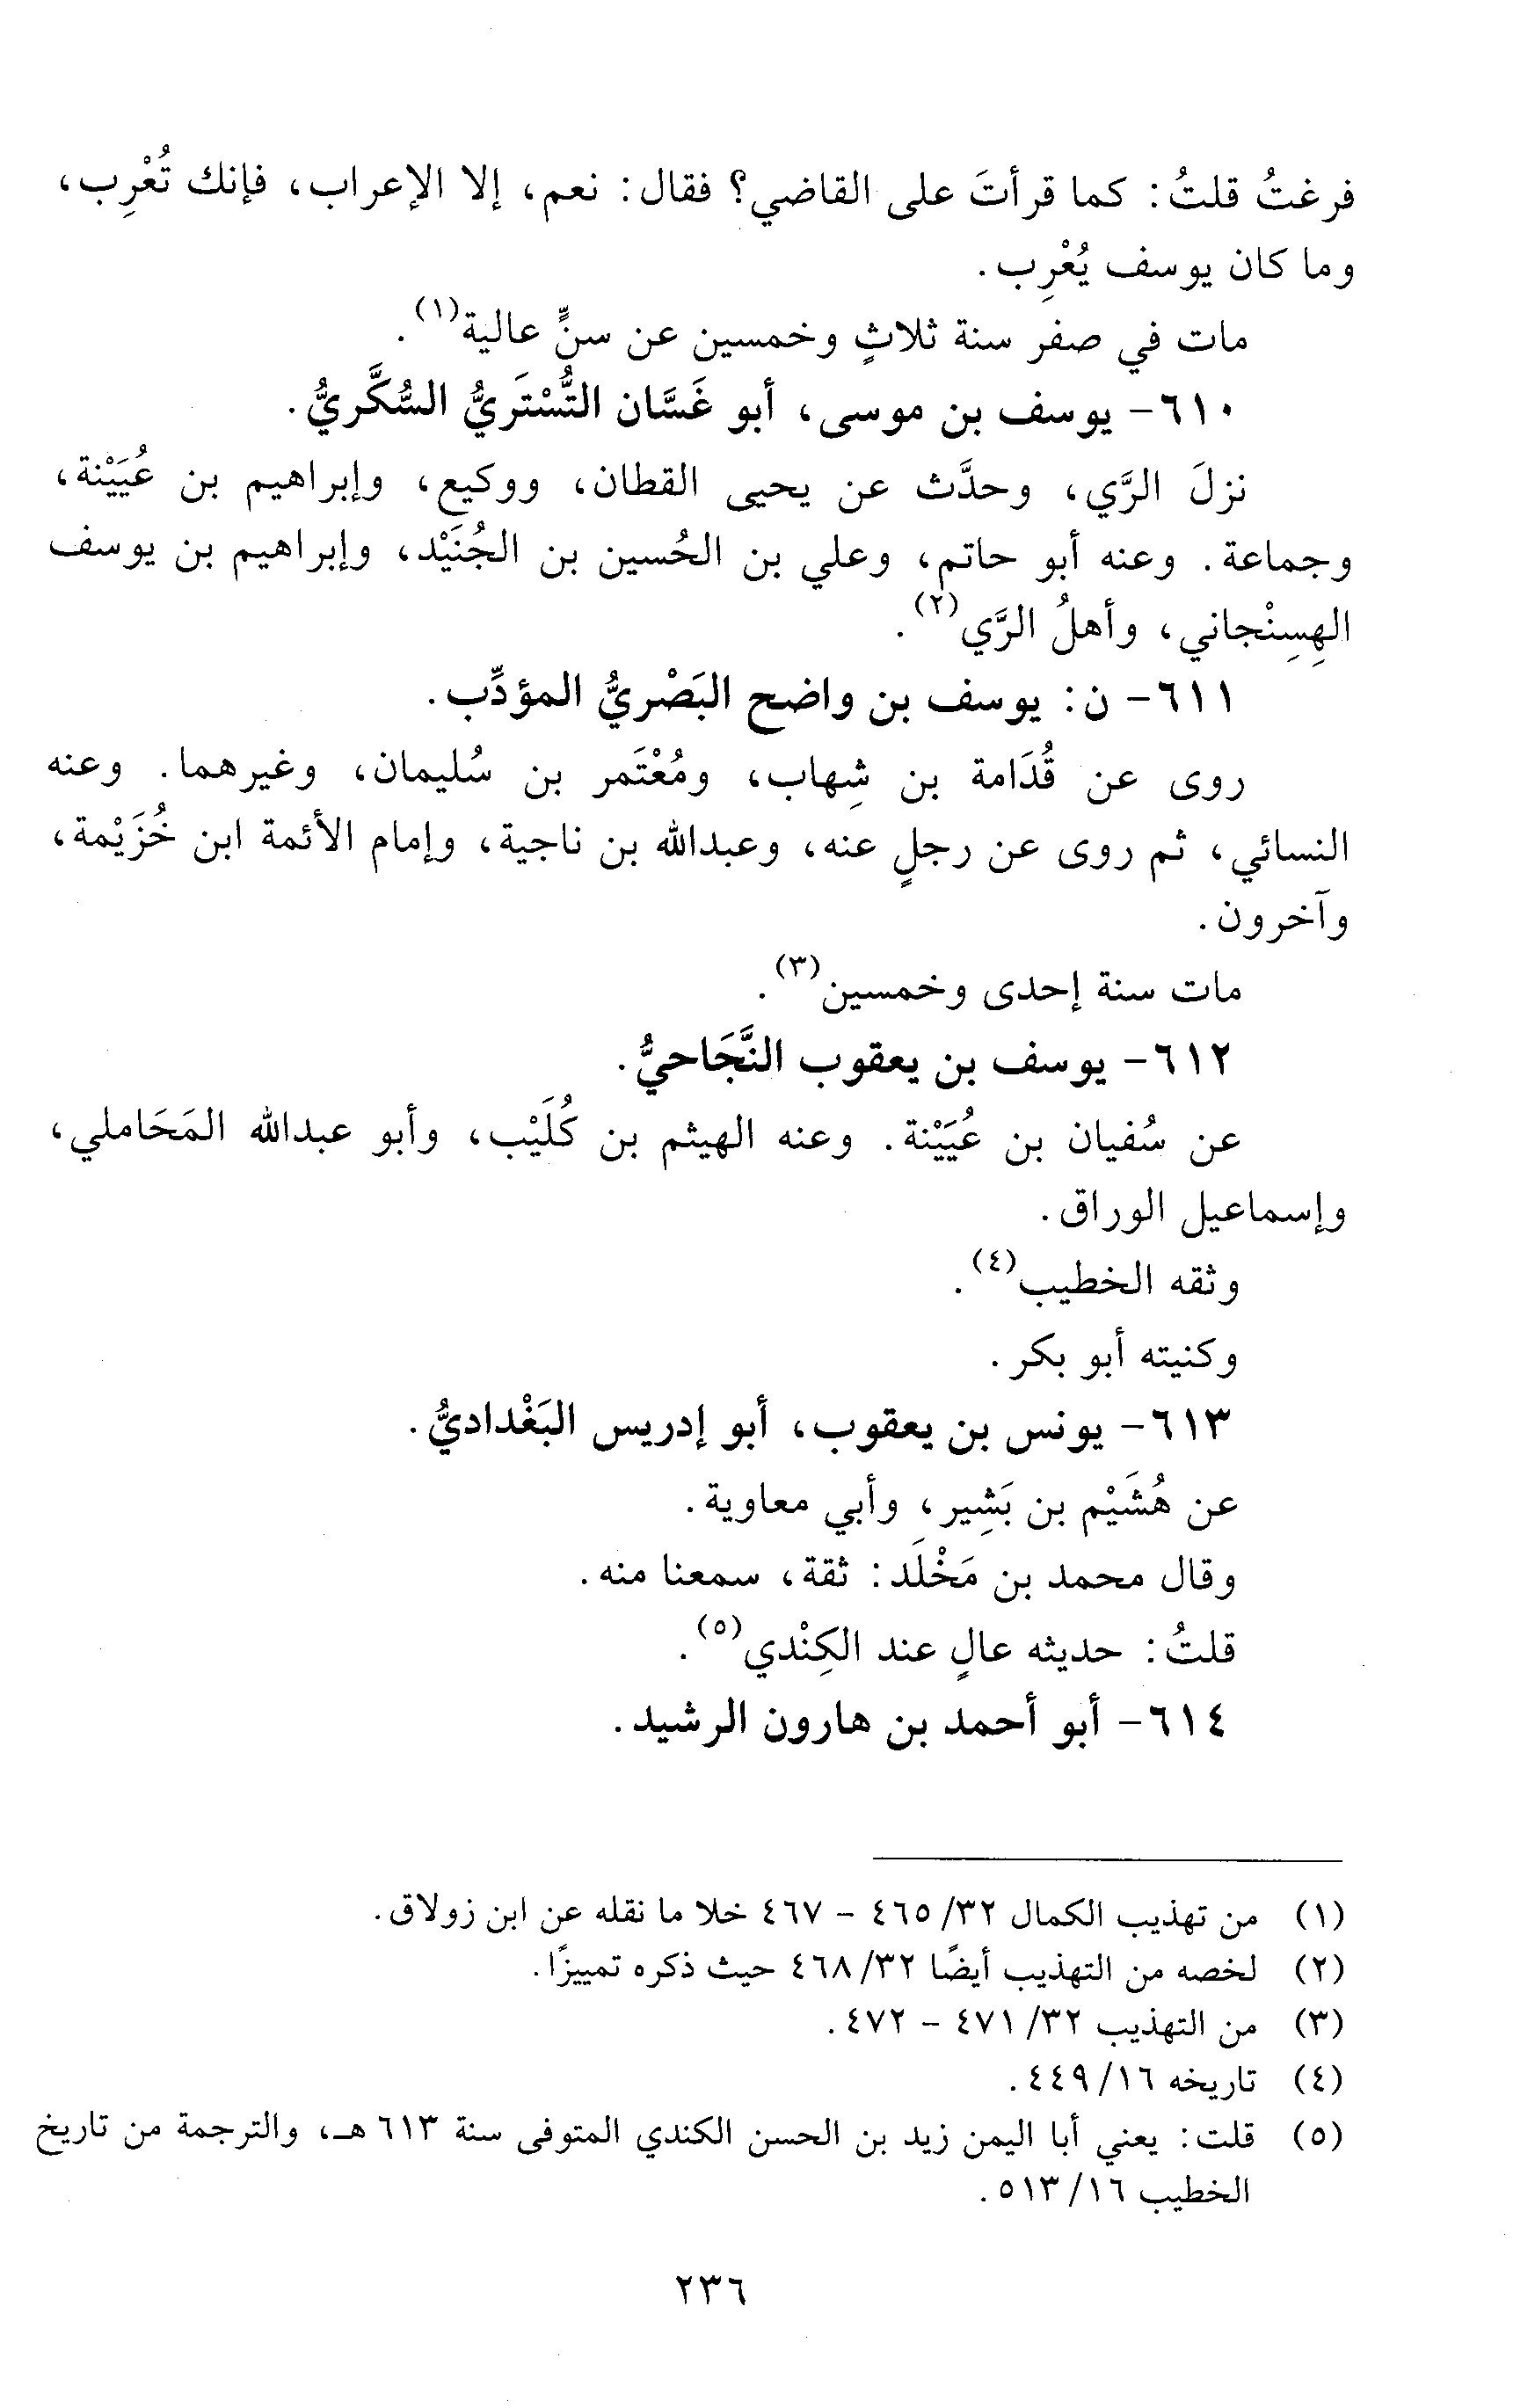 فرغتُ قلتُ: كما قرأتَ على القاضي؟ فقال: نعم، إلا الإعراب، فإنك تُعْرِب،
وما كان يوسف يُعْرِب.
مات في صفر سنة ثلاثٍ وخمسين عن سنٍّ عالية(١).
٦١٠- يوسف بن موسى، أبو غَسَّان التُّسْتَريُّ السُّكَّريُّ.
نزلَ الرَّي، وحدَّث عن يحيى القطان، ووكيع، وإبراهيم بن عُيَيْنة،
وجماعة. وعنه أبو حاتم، وعلي بن الحُسين بن الجُنَيْد، وإبراهيم بن يوسف
الهِسِنْجاني، وأهلُ الرَّي(٢).
٦١١- ن: يوسف بن واضح البَصْريُّ المؤدِّب.
روى عن قُدَامة بن شِهاب، ومُعْتَمر بن سُليمان، وغيرهما. وعنه
النسائي، ثم روى عن رجلٍ عنه، وعبدالله بن ناجية، وإمام الأئمة ابن خُزَيْمة،
وآخرون.
مات سنة إحدى وخمسين(٣).
٦١٢- يوسف بن يعقوب النَّجَاحيُّ.
عن سُفيان بن عُيَيْنة. وعنه الهيثم بن كُلَيْب، وأبو عبدالله المَحَاملي،
وإسماعيل الوراق.
وثقه الخطيب(٤).
وكنيته أبو بكر.
٦١٣- يونس بن يعقوب، أبو إدريس البَغْداديُّ.
عن هُشَيْم بن بَشِير، وأبي معاوية.
وقال محمد بن مَخْلَد: ثقة، سمعنا منه.
قلتُ: حديثه عالٍ عند الكِنْدي(٥).
٦١٤- أبو أحمد بن هارون الرشيد.
(١) من تهذيب الكمال ٣٢/ ٤٦٥ - ٤٦٧ خلا ما نقله عن ابن زولاق.
(٢) لخصه من التهذيب أيضًا ٣٢/ ٤٦٨ حيث ذكره تمييزًا.
(٣) من التهذيب ٣٢/ ٤٧١ - ٤٧٢.
(٤) تاريخه ١٦/ ٤٤٩.
(٥) قلت: يعني أبا اليمن زيد بن الحسن الكندي المتوفى سنة ٦١٣ هـ، والترجمة من تاريخ
الخطيب ١٦/ ٥١٣.
٢٣٦